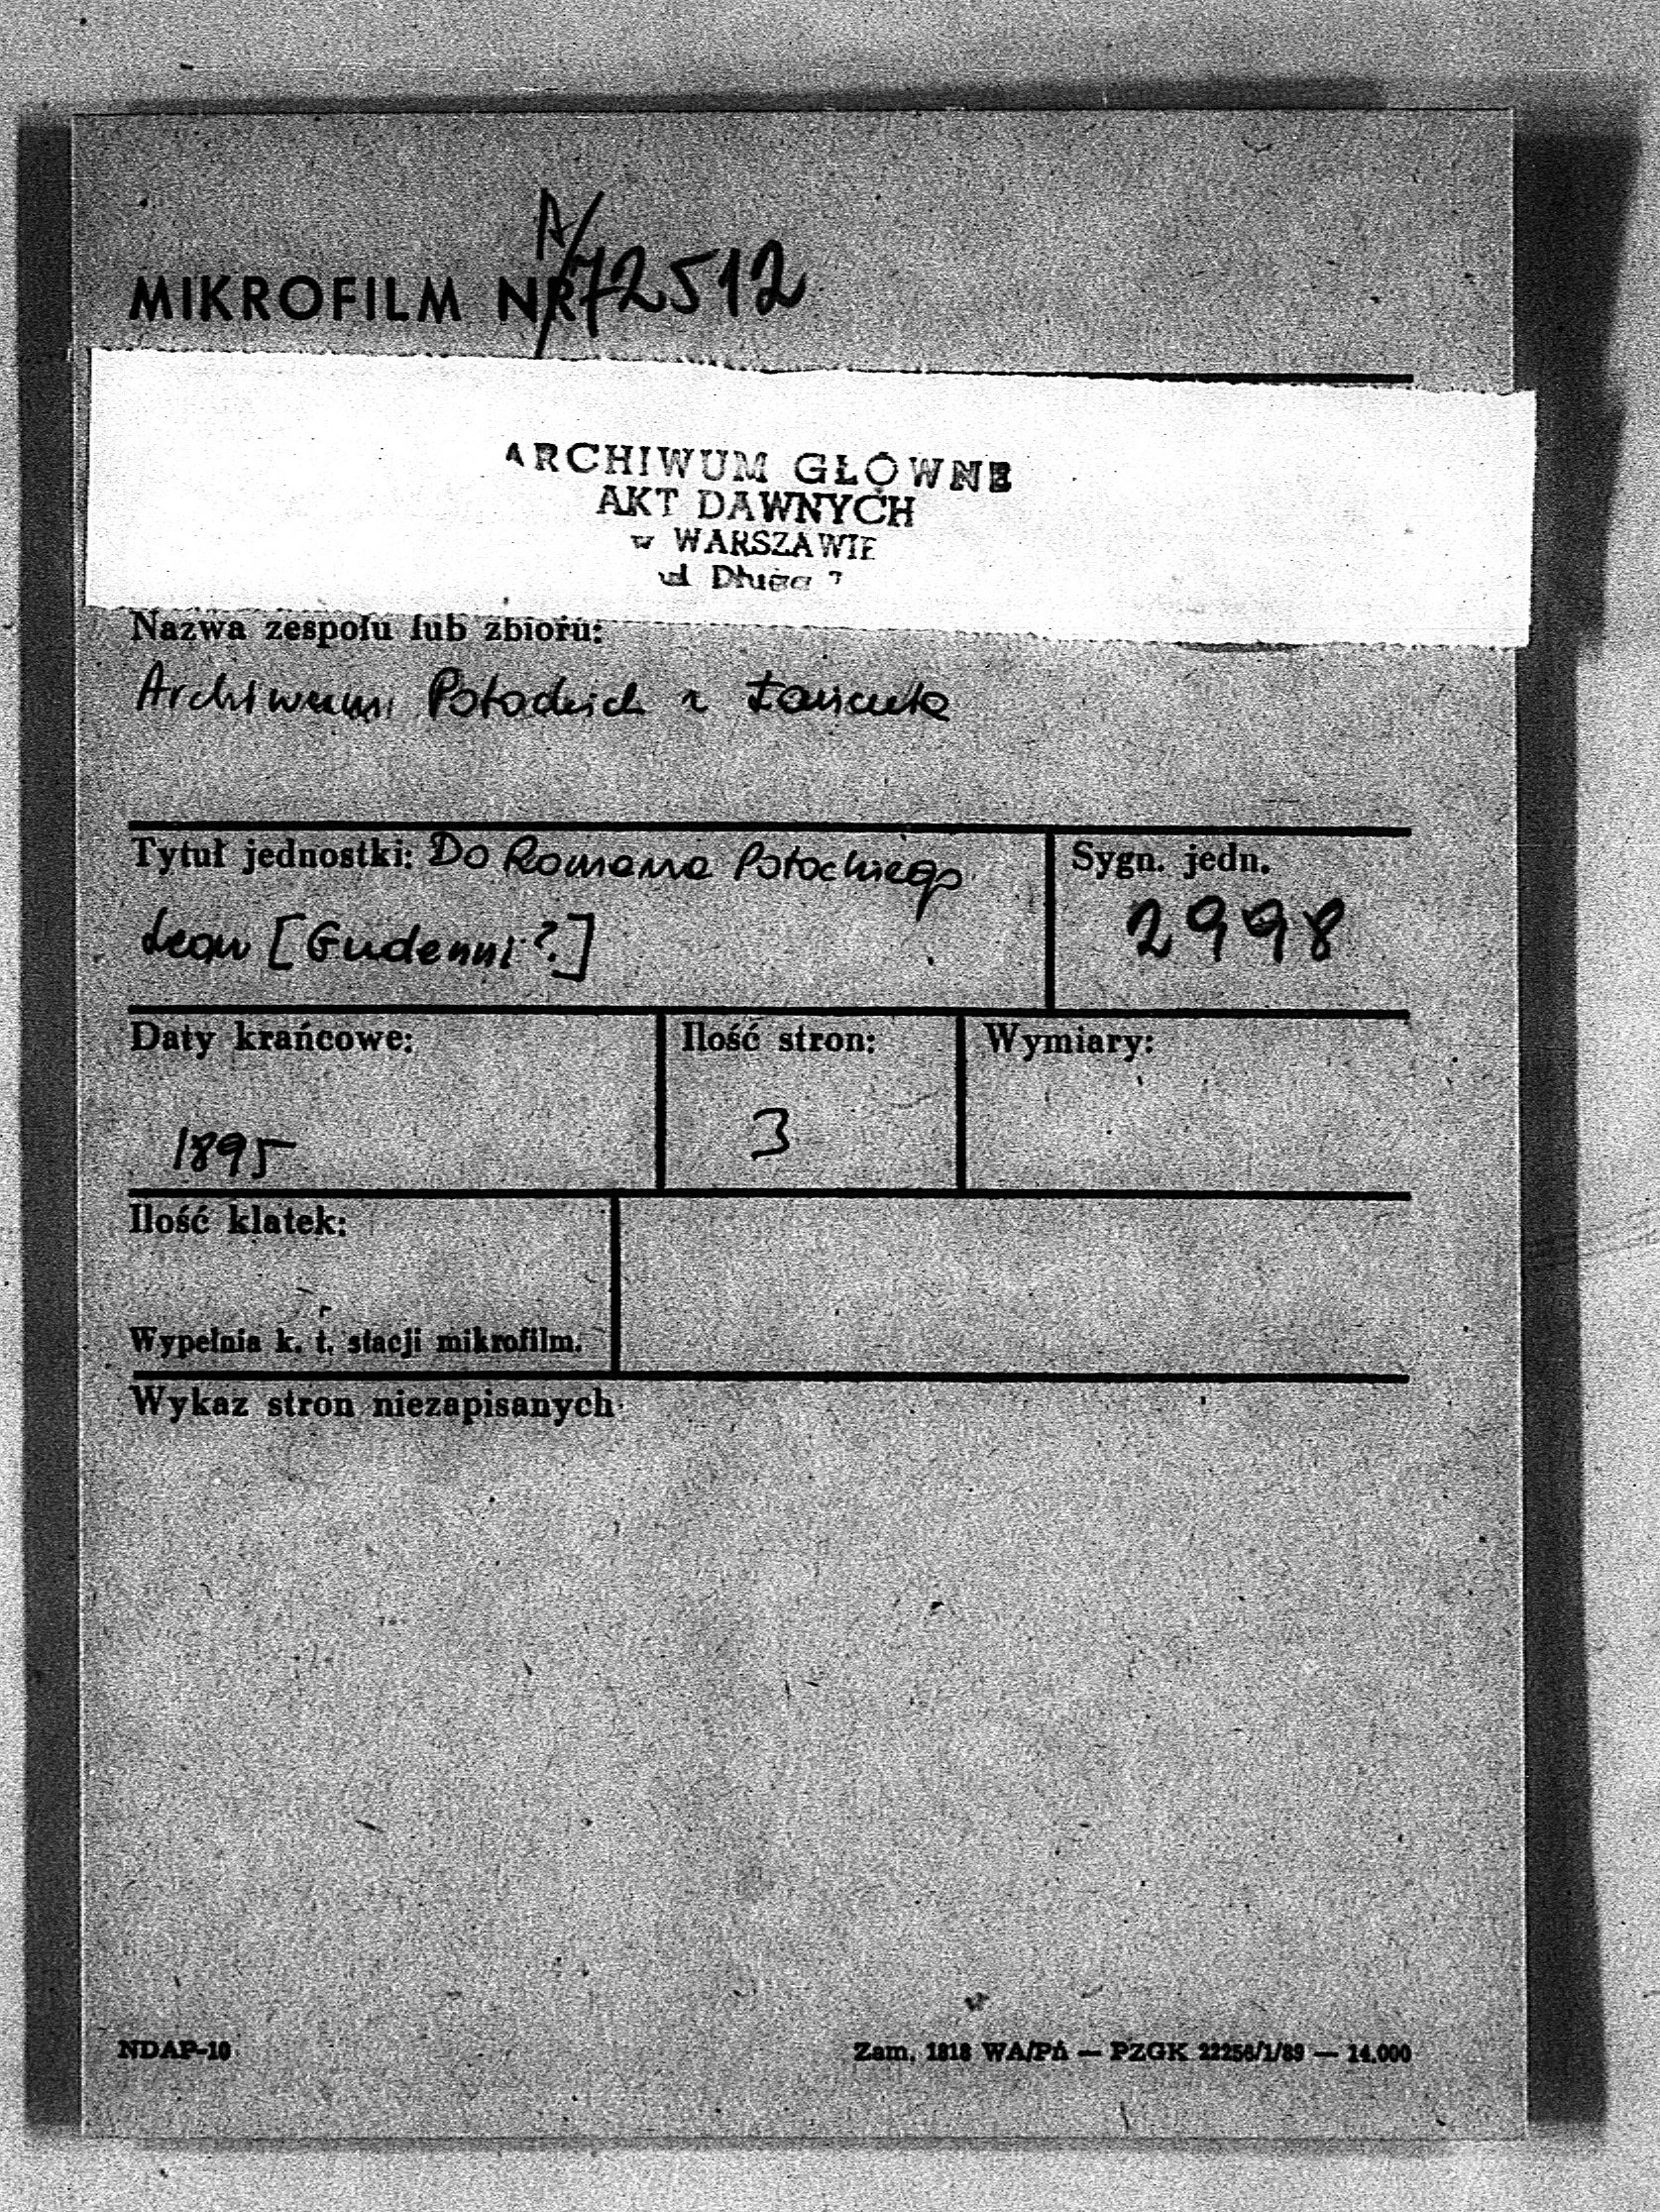 A/72512
MIKROFILM NR
ARCHIWUM GŁÓWNE
AKT DAWNYCH
w WARSZAWIE
ul Długa 7
Nazwa zespołu lub zbioru:
Archiwum Potockich z Łańcuta
Tytuł jednostki: Do Romana Potockiego
Leon [Gudenni?]
Sygn. jedn.
2998
Daty krańcowe:
1895
Ilość stron:
3
Wymiary:
Ilość klatek:
Wypełnia k. t. stacji mikrofilm.
Wykaz stron niezapisanych
NDAP-10
Zam. 1818 WA/PA — PZGK 22256/1/89 — 14.000